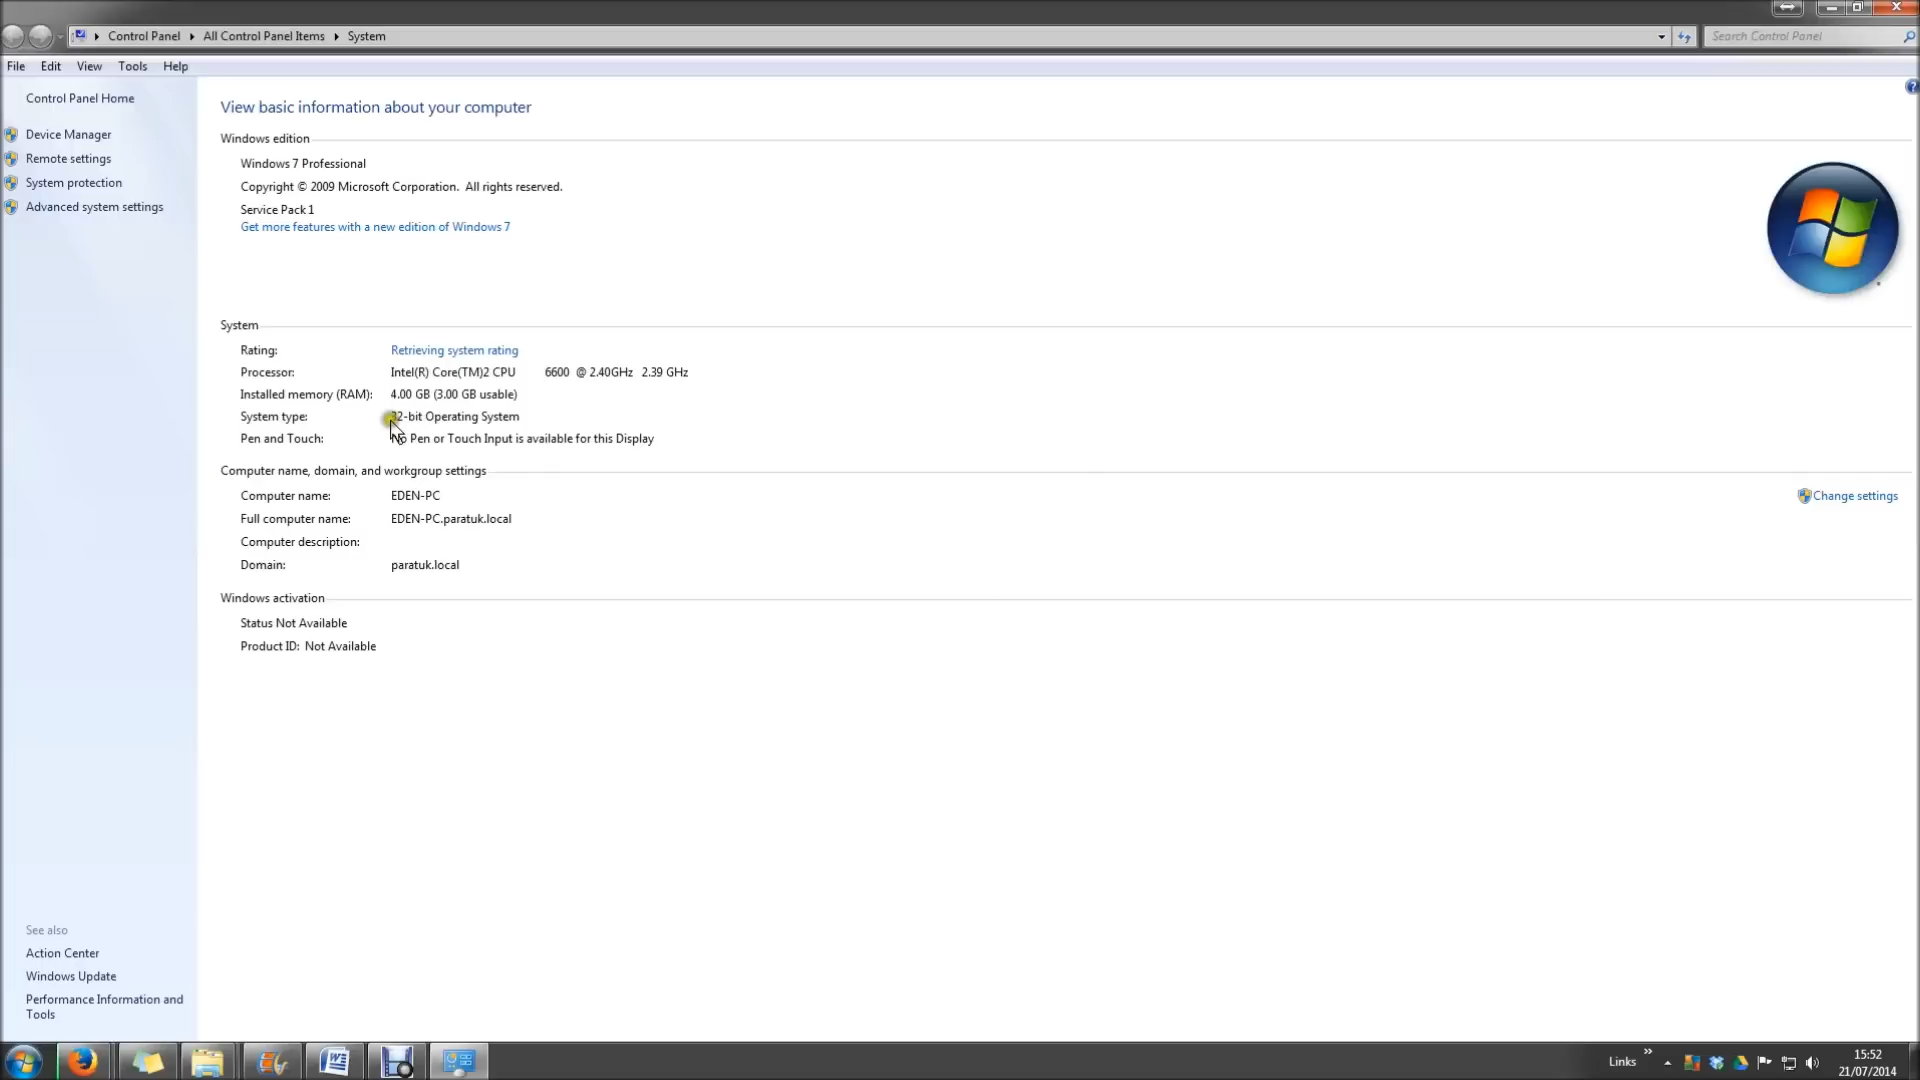 Control Panel All Control Panel Items System
Search Control Panel
File Edit View Tools Help
Control Panel Home
Device Manager
Remote settings
System protection
Advanced system settings
View basic information about your computer
Windows edition
Windows 7 Professional
Copyright © 2009 Microsoft Corporation. All rights reserved.
Service Pack 1
Get more features with a new edition of Windows 7
System
Rating: Retrieving system rating
Processor: Intel(R) Core(TM)2 CPU 6600 @ 2.40GHz 2.39 GHz
Installed memory (RAM): 4.00 GB (3.00 GB usable)
System type: 32-bit Operating System
Pen and Touch: No Pen or Touch Input is available for this Display
Computer name, domain, and workgroup settings
Computer name: EDEN-PC
Change settings
Full computer name: EDEN-PC.paratuk.local
Computer description:
Domain: paratuk.local
Windows activation
Status Not Available
Product ID: Not Available
See also
Action Center
Windows Update
Performance Information and
Tools
Links
15:52
21/07/2014